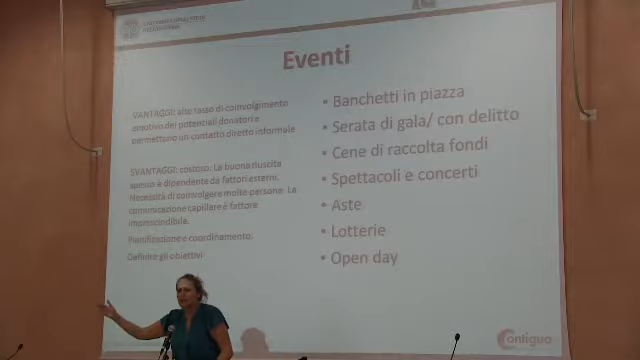 Eventi
VANTAGGI: alto tasso di coinvolgimento
emotivo dei potenziali donatori e
permettono un contatto diretto informale
SVANTAGGI: costoso. La buona riuscita
spesso è dipendente da fattori esterni.
Necessità di coinvolgere molte persone. La
comunicazione capillare è fattore
imprescindibile.
Pianificazione e coordinamento.
Definire gli obiettivi
• Banchetti in piazza
• Serata di gala/ con delitto
• Cene di raccolta fondi
• Spettacoli e concerti
• Aste
• Lotterie
• Open day
Contigua